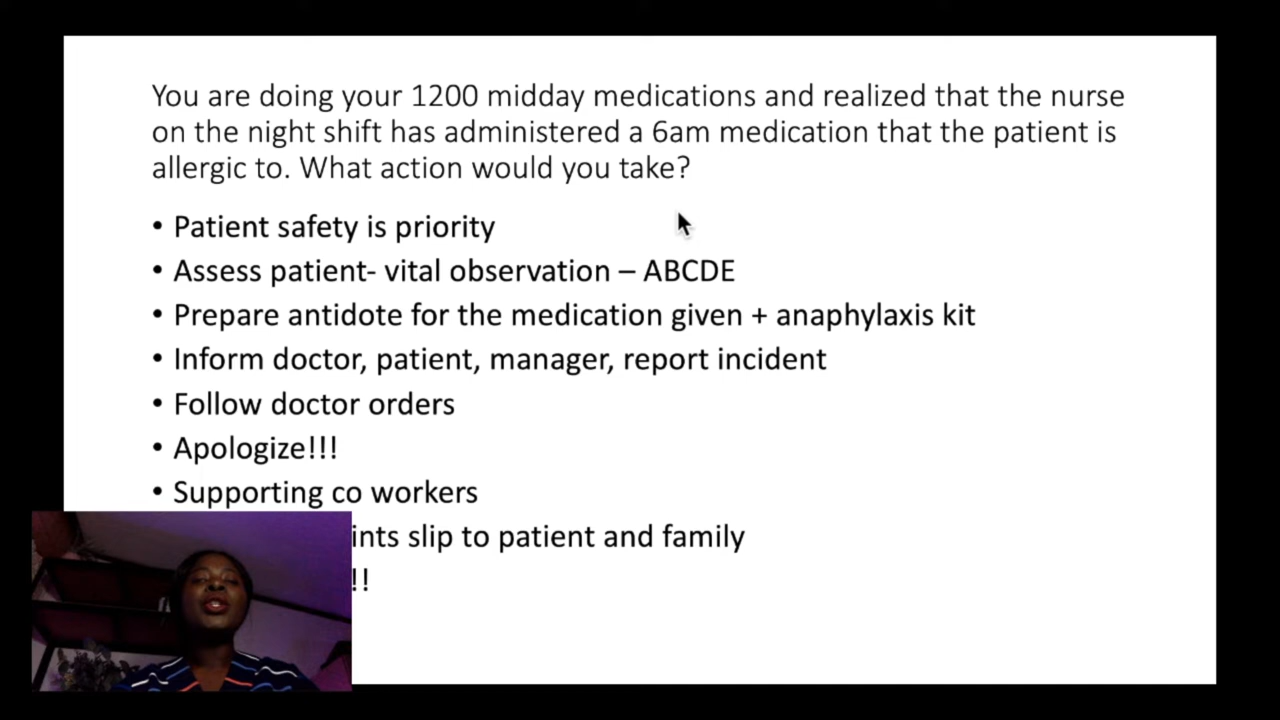 You are doing your 1200 midday medications and realized that the nurse
on the night shift has administered a 6am medication that the patient is
allergic to. What action would you take?
• Patient safety is priority
• Assess patient- vital observation – ABCDE
• Prepare antidote for the medication given + anaphylaxis kit
• Inform doctor, patient, manager, report incident
• Follow doctor orders
• Apologize!!!
• Supporting co workers
slip to patient and family
!!